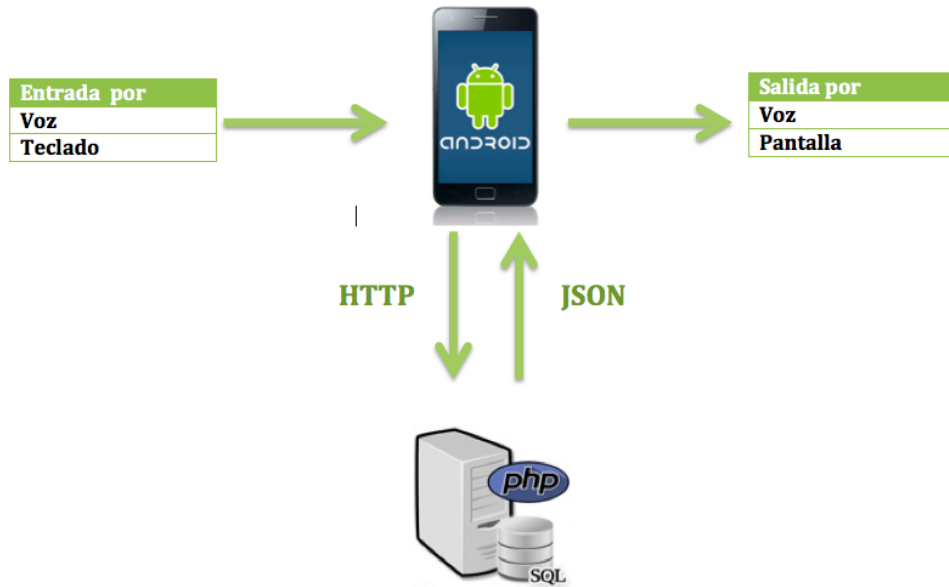 Entrada por
Voz
Teclado
ANDROID
Salida por
Voz
Pantalla
HTTP
JSON
php
SQL